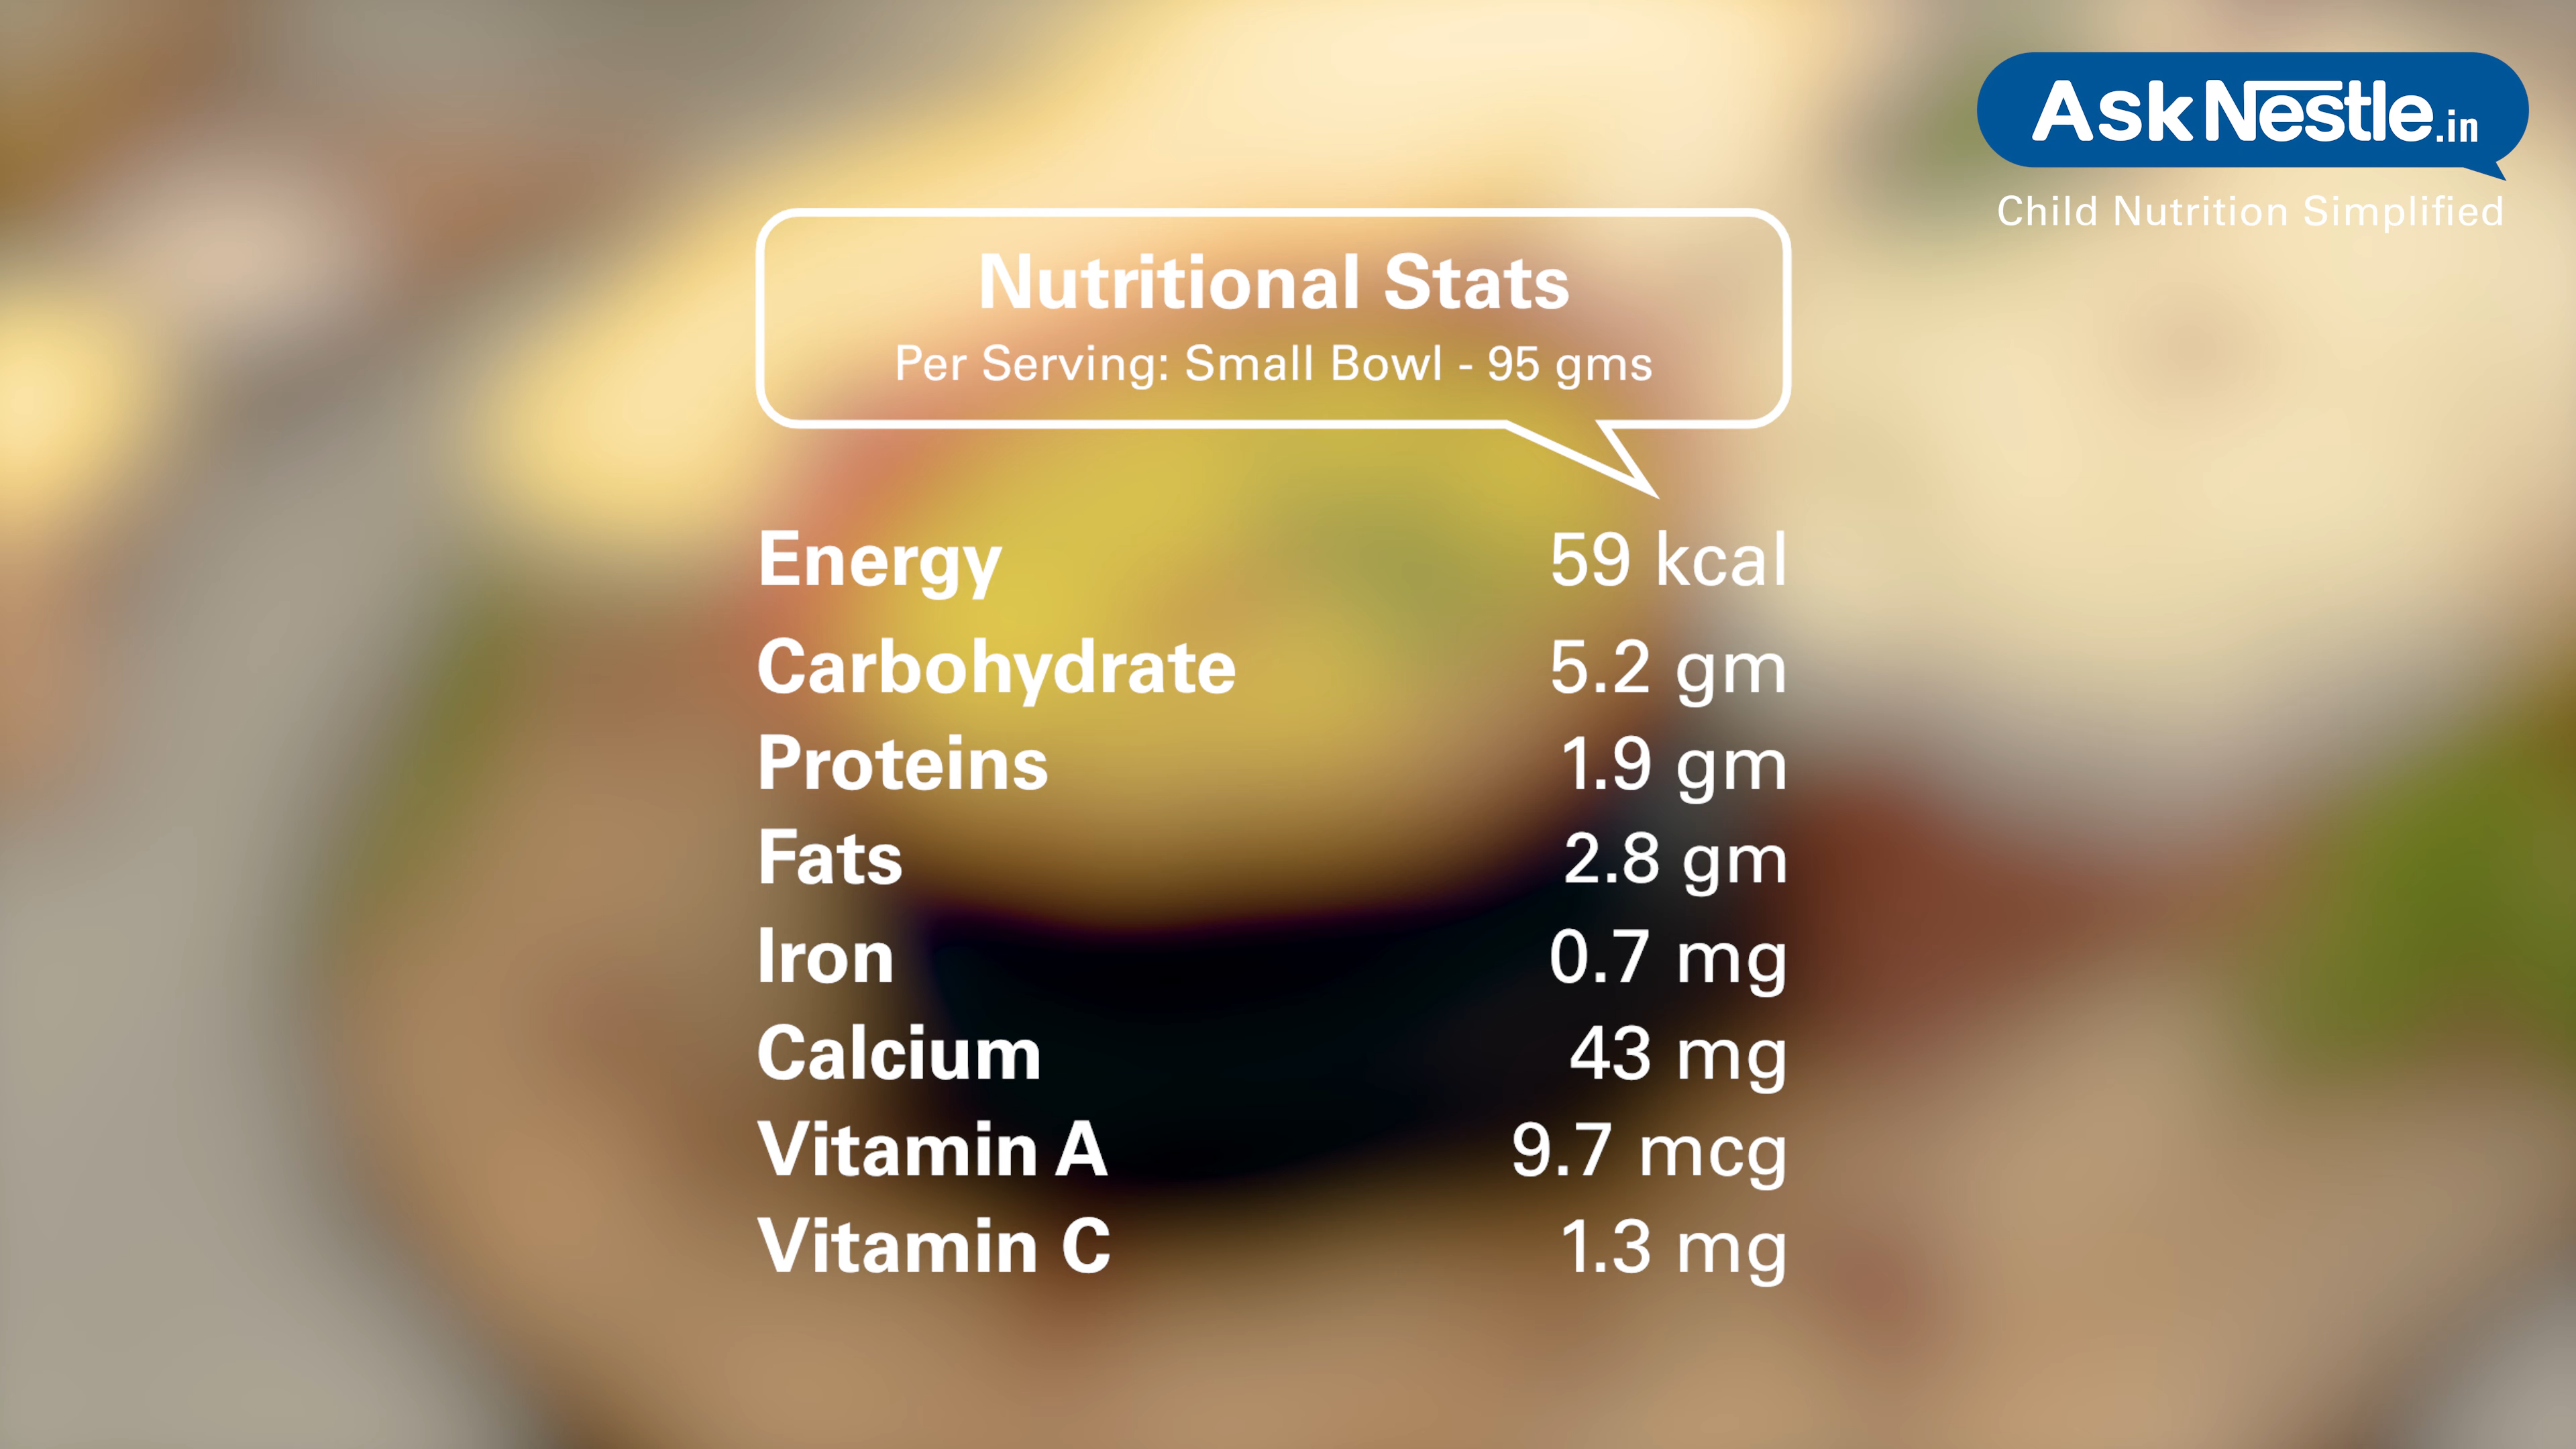 AskNestle.in
Child Nutrition Simplified
Nutritional Stats
Per Serving: Small Bowl - 95 gms
Energy 59 kcal
Carbohydrate 5.2 gm
Proteins 1.9 gm
Fats 2.8 gm
Iron 0.7 mg
Calcium 43 mg
Vitamin A 9.7 mcg
Vitamin C 1.3 mg